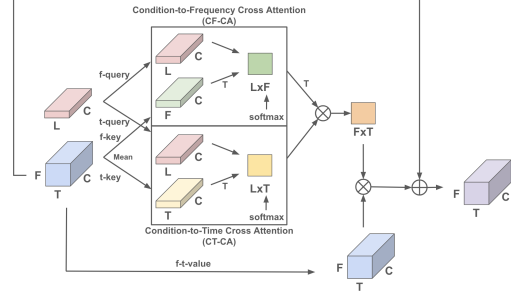 Condition-to-Frequency Cross Attention
(CF-CA)
f-query
L
C
T
LxF
softmax
F
C
T
L
C
t-query
f-key
Mean
t-key
F
T
C
L
C
T
LxT
softmax
T
C
FxT
F
T
C
Condition-to-Time Cross Attention
(CT-CA)
f-t-value
F
T
C